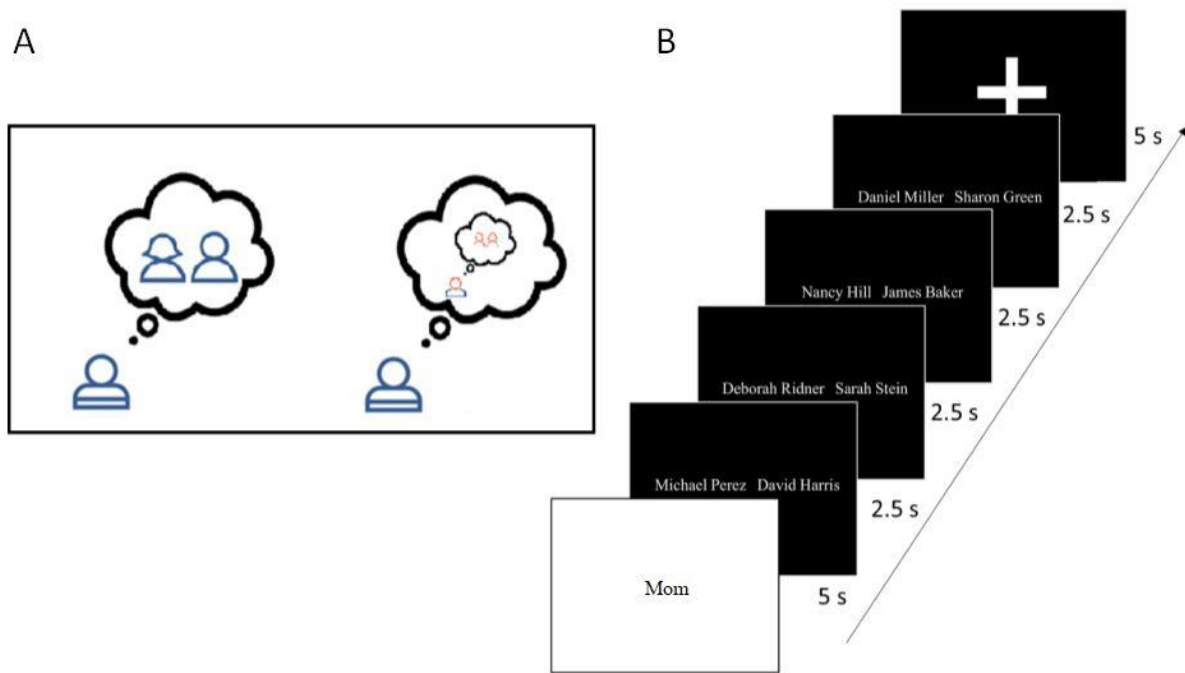 A
B
5 s
Daniel Miller Sharon Green
2.5 s
Nancy Hill James Baker
2.5 s
Deborah Ridner Sarah Stein
2.5 s
Michael Perez David Harris
2.5 s
Mom
5 s